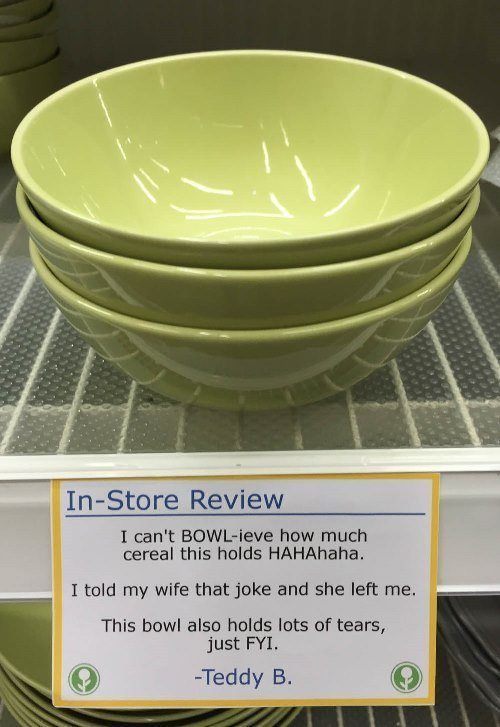 In-Store Review
I can't BOWL-ieve how much
cereal this holds HAHAhaha.
I told my wife that joke and she left me.
This bowl also holds lots of tears,
just FYI.
-Teddy B.